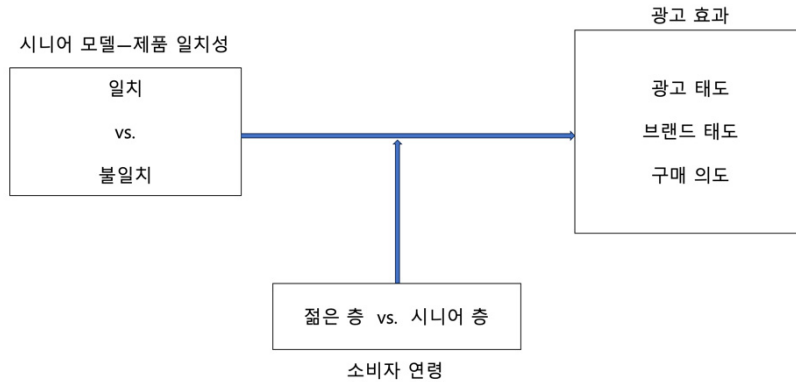 광고 효과
시니어 모델—제품 일치성
일치
vs.
불일치
광고 태도
브랜드 태도
구매 의도
젊은 층 vs. 시니어 층
소비자 연령